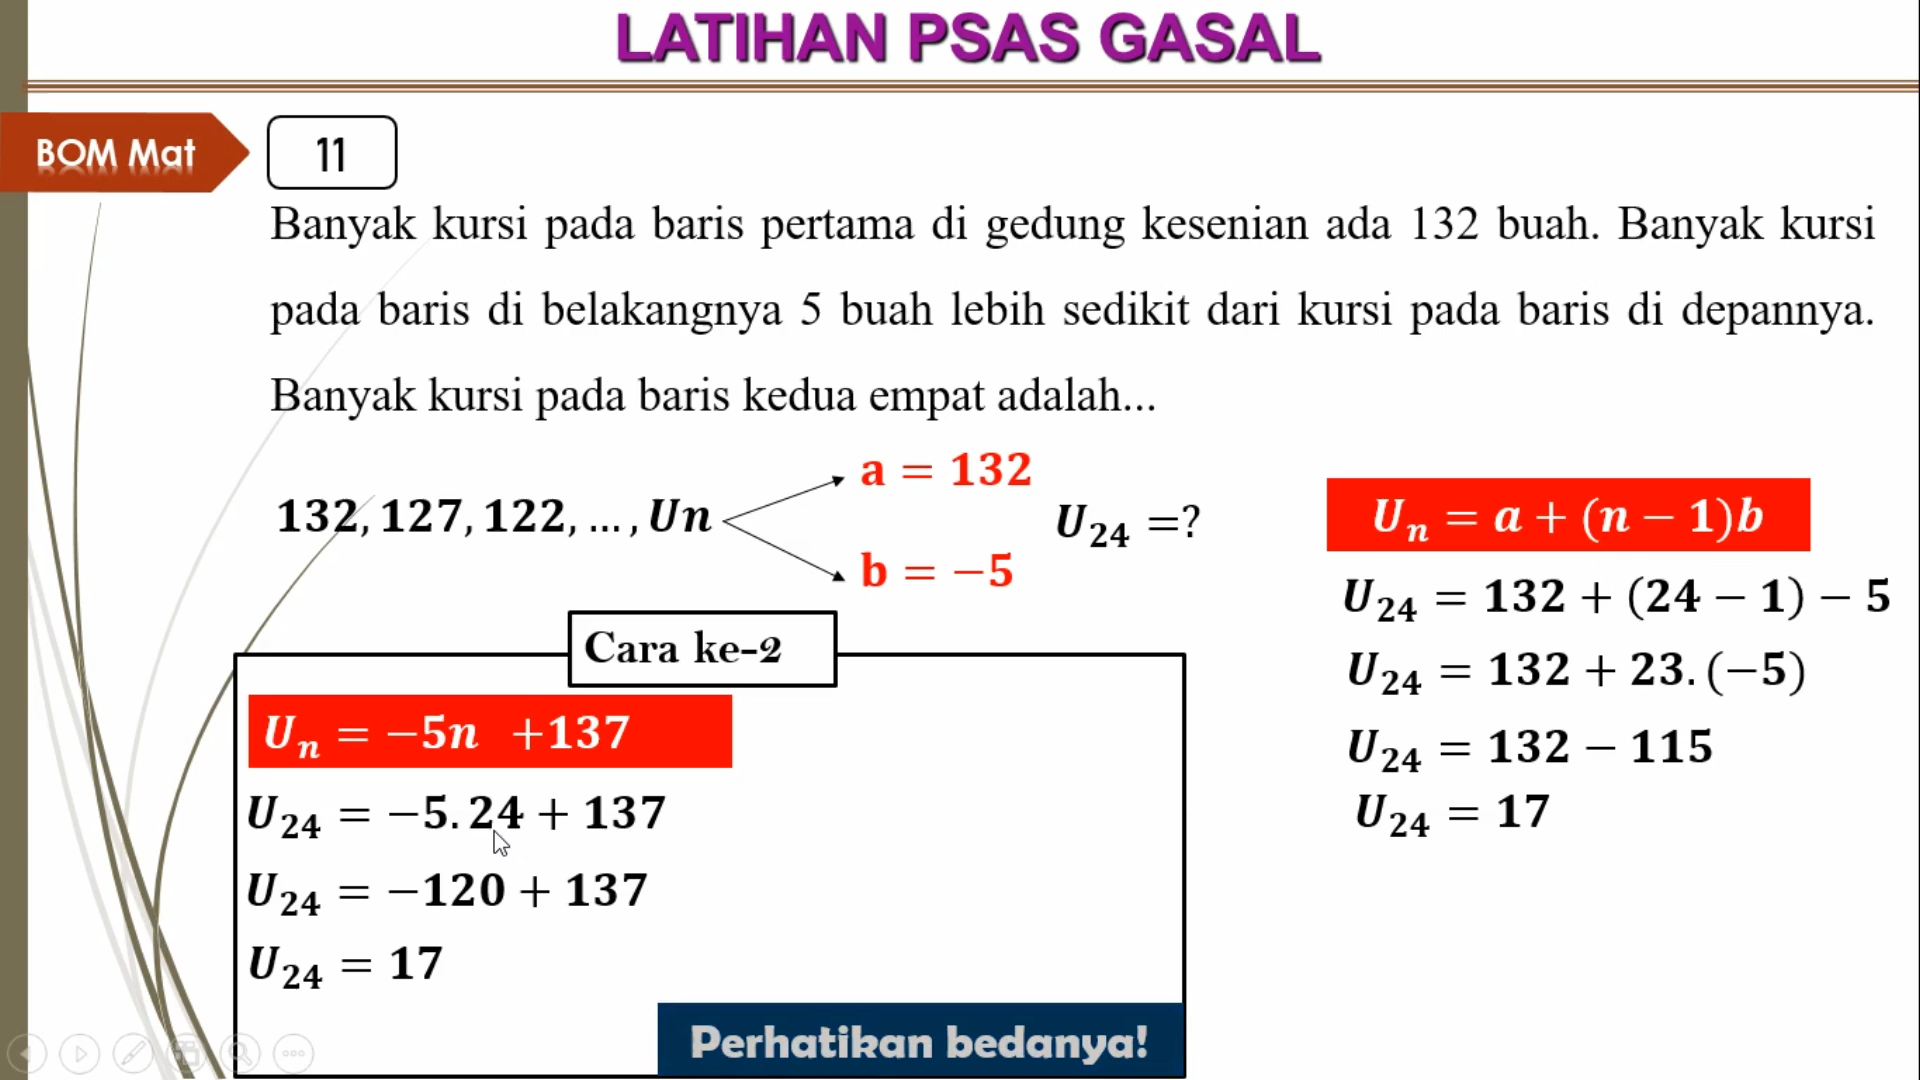 LATIHAN PSAS GASAL
BOM Mat
11
Banyak kursi pada baris pertama di gedung kesenian ada 132 buah. Banyak kursi
pada baris di belakangnya 5 buah lebih sedikit dari kursi pada baris di depannya.
Banyak kursi pada baris kedua empat adalah...
132, 127, 122, ... , Un
a = 132
b = −5
U₂₄ =?
Uₙ = a + (n − 1)b
U₂₄ = 132 + (24 − 1) − 5
U₂₄ = 132 + 23. (−5)
U₂₄ = 132 − 115
U₂₄ = 17
Cara ke-2
Uₙ = −5n +137
U₂₄ = −5. 24 + 137
U₂₄ = −120 + 137
U₂₄ = 17
Perhatikan bedanya!